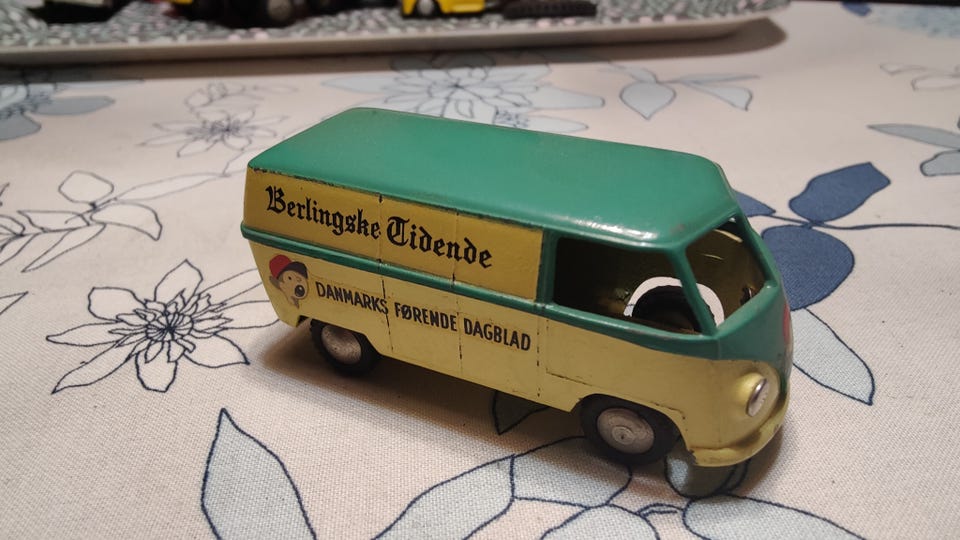 Berlingske Tidende
DANMARKS FØRENDE DAGBLAD